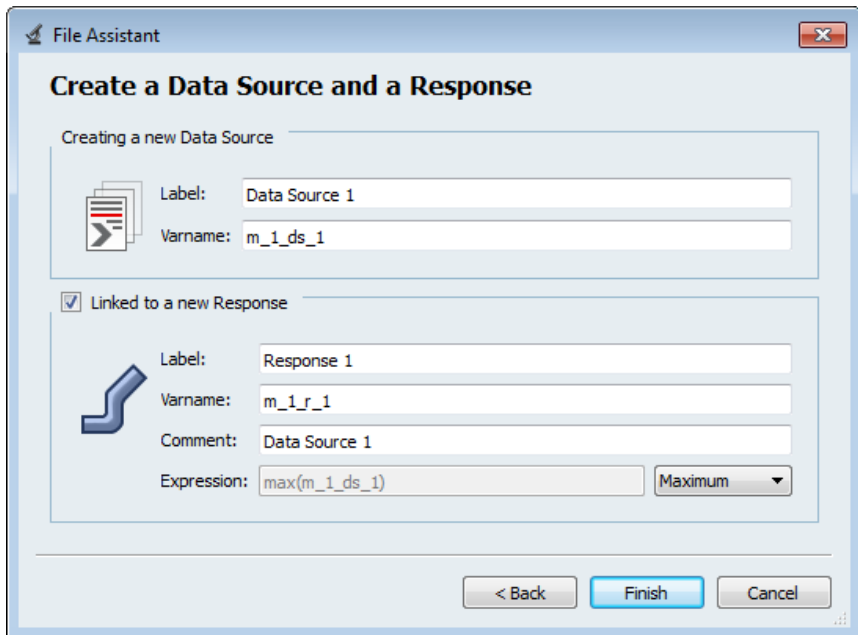 File Assistant
Create a Data Source and a Response
Creating a new Data Source
Label: Data Source 1
Varname: m_1_ds_1
Linked to a new Response
Label: Response 1
Varname: m_1_r_1
Comment: Data Source 1
Expression: max(m_1_ds_1) Maximum
< Back Finish Cancel